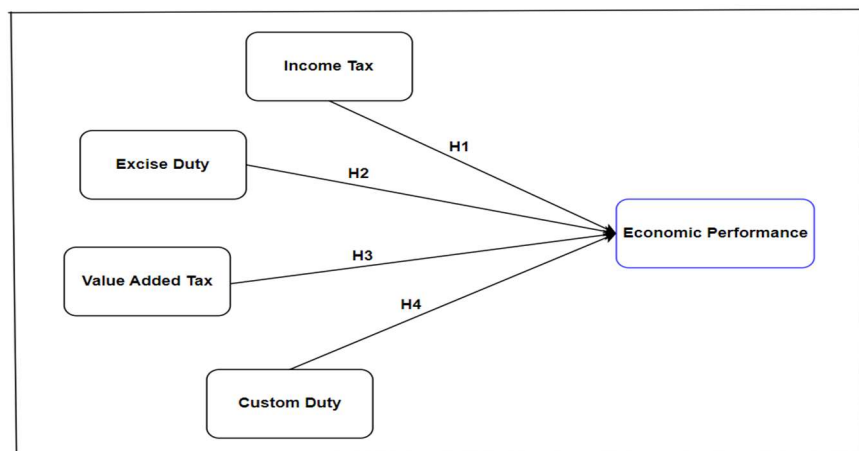 Income Tax
H1
Excise Duty
H2
Economic Performance
Value Added Tax
H3
H4
Custom Duty